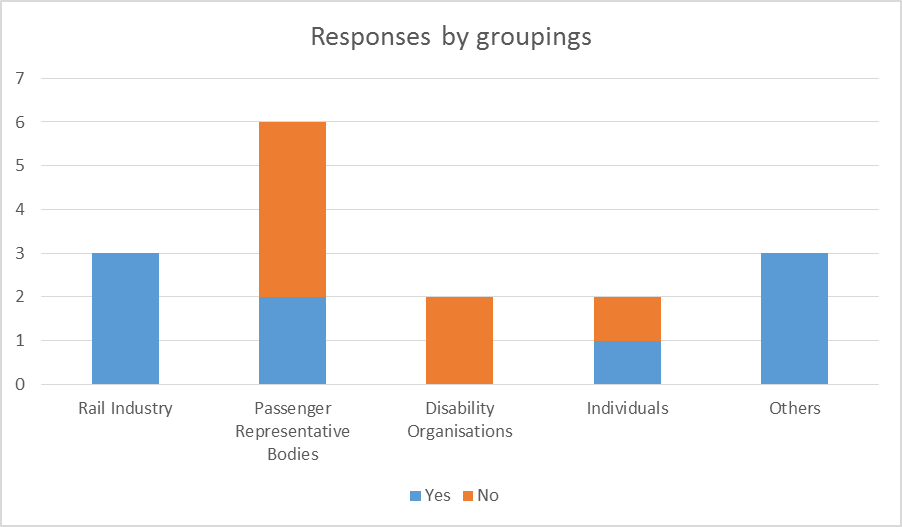 Responses by groupings
7
6
5
4
3
2
1
0
Rail Industry
Passenger
Representative
Bodies
Disability
Organisations
Individuals
Others
Yes
No